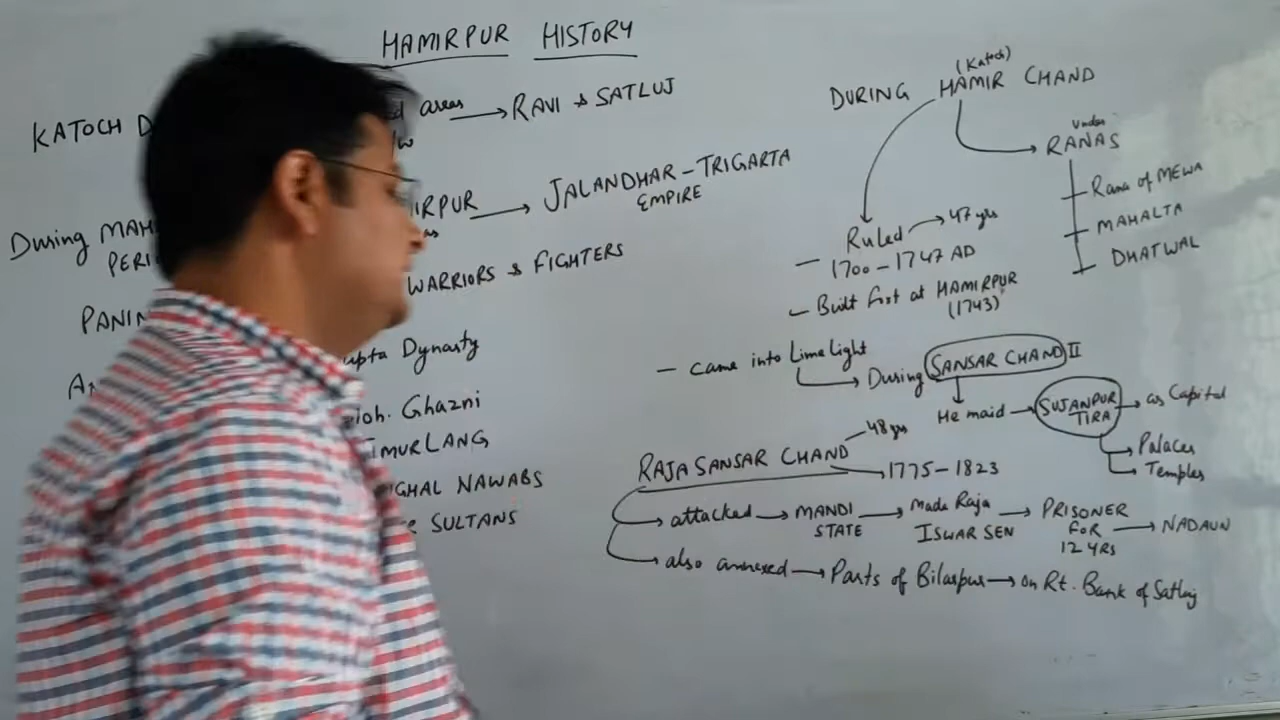 HAMIRPUR HISTORY
KATOCH D
areas → RAVI & SATLUJ
During MAH
PERI
IRPUR → JALANDHAR-TRIGARTA
EMPIRE
WARRIORS & FIGHTERS
PANIN
upta Dynasty
Ghazni
TIMUR LANG
GHAL NAWABS
SULTANS
(Katoch)
DURING HAMIR CHAND
under
RANAS
Rana of MEWA
MAHALTA
DHATWAL
- Ruled → 47 yrs
1700-1747 AD
- Built fort at HAMIRPUR
(1743)
- came into Lime Light
→ During SANSAR CHAND II
He maid → SUJANPUR TIRA → as Capital
→ Palaces
→ Temples
RAJA SANSAR CHAND 48 yrs
→ 1775-1823
→ attacked → MANDI STATE → made Raja ISWAR SEN → PRISONER FOR 12 YRS → NADAUN
→ also annexed → Parts of Bilaspur → on Rt. Bank of Satluj